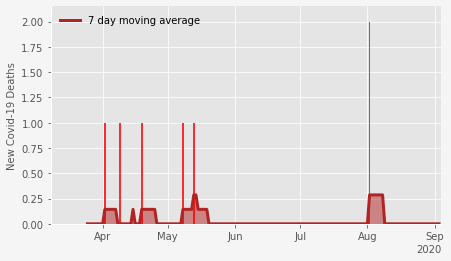 7 day moving average
New Covid-19 Deaths
2.00
1.75
1.50
1.25
1.00
0.75
0.50
0.25
0.00
Apr
May
Jun
Jul
Aug
Sep
2020